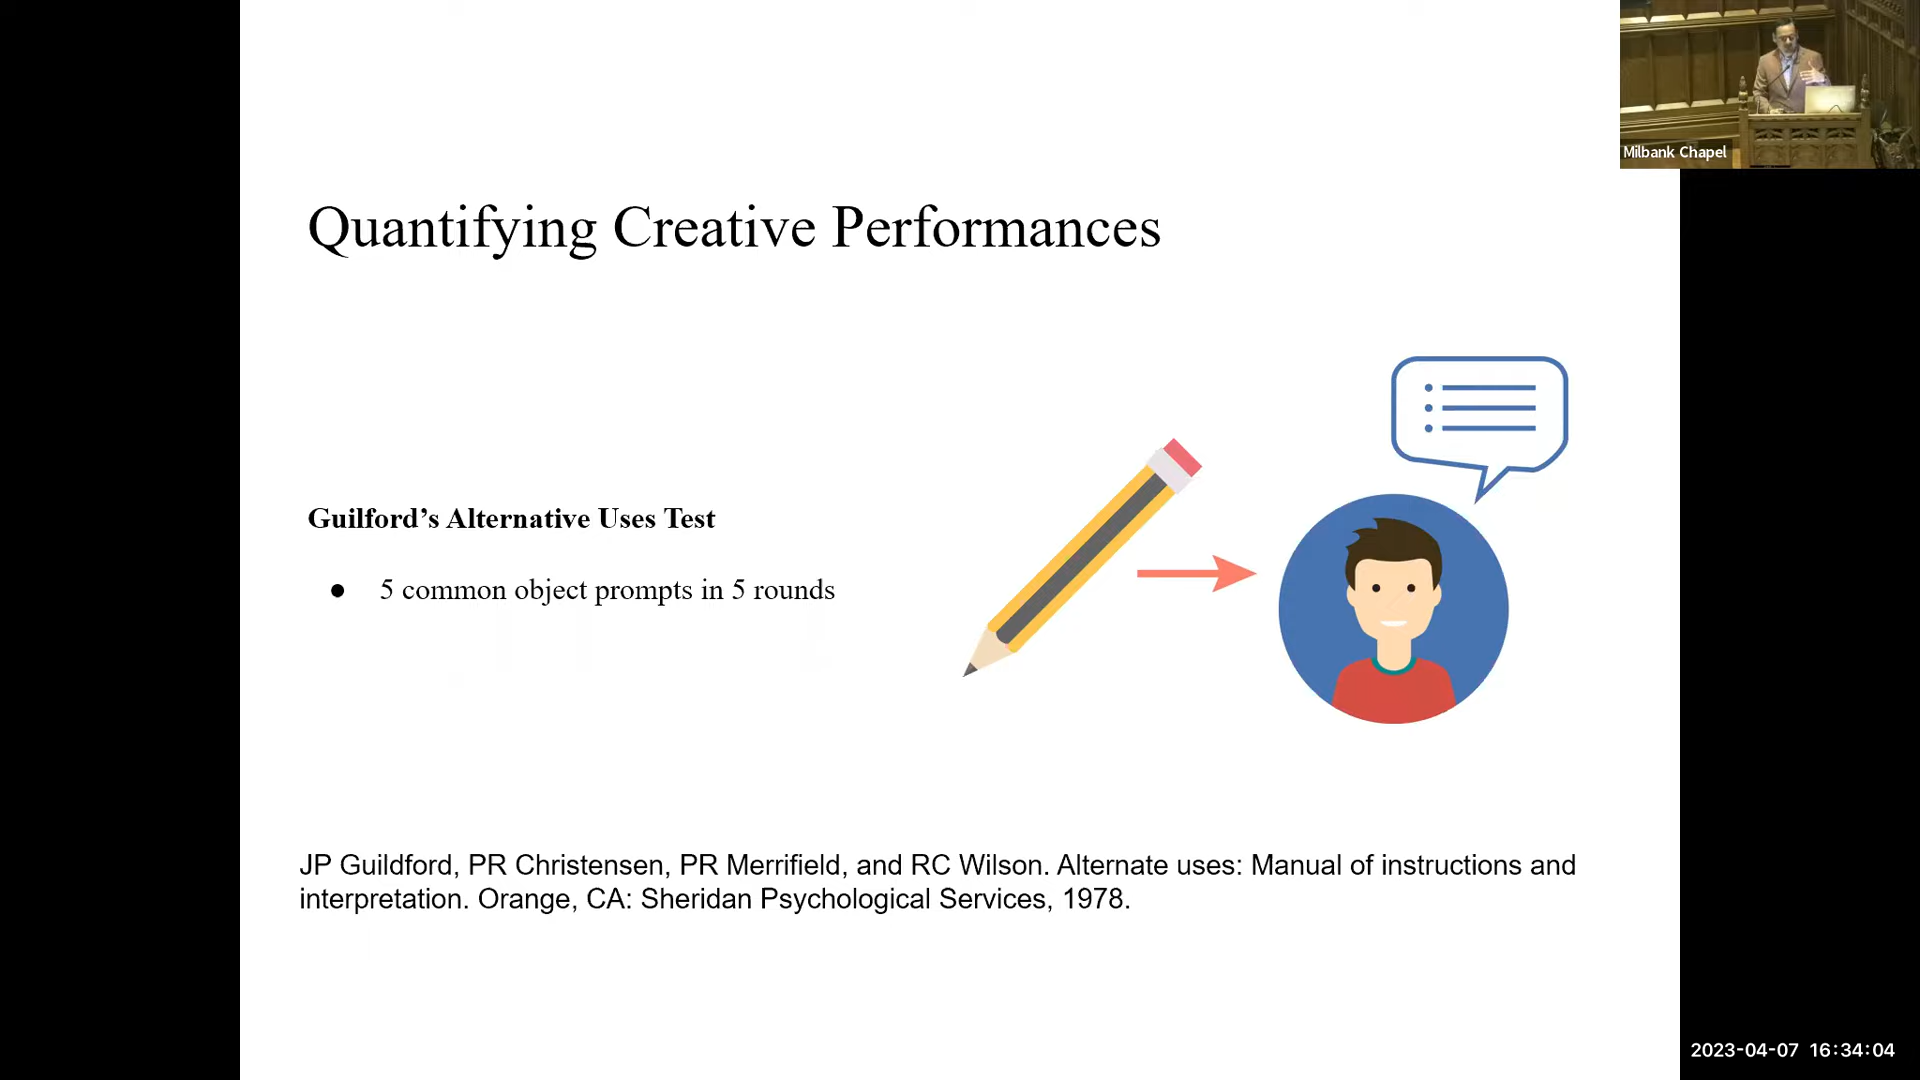 Milbank Chapel
Quantifying Creative Performances
Guilford’s Alternative Uses Test
● 5 common object prompts in 5 rounds
JP Guildford, PR Christensen, PR Merrifield, and RC Wilson. Alternate uses: Manual of instructions and
interpretation. Orange, CA: Sheridan Psychological Services, 1978.
2023-04-07 16:34:04